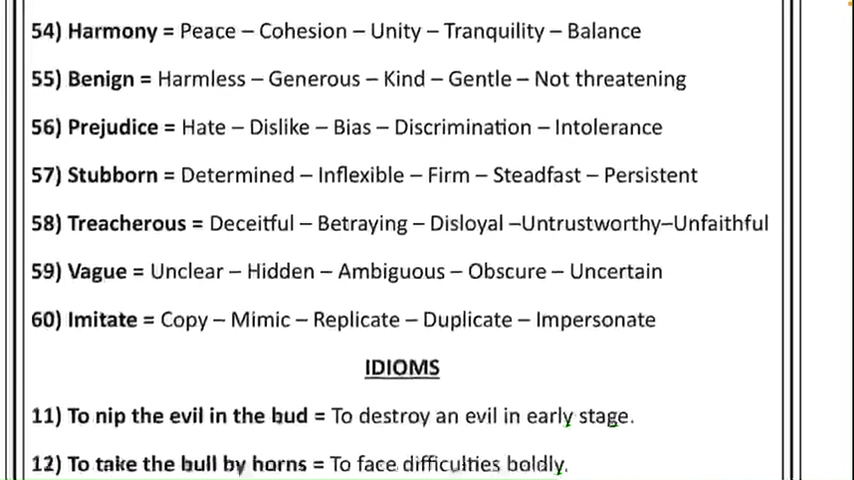 54) Harmony = Peace – Cohesion – Unity – Tranquility – Balance
55) Benign = Harmless – Generous – Kind – Gentle – Not threatening
56) Prejudice = Hate – Dislike – Bias – Discrimination – Intolerance
57) Stubborn = Determined – Inflexible – Firm – Steadfast – Persistent
58) Treacherous = Deceitful – Betraying – Disloyal –Untrustworthy–Unfaithful
59) Vague = Unclear – Hidden – Ambiguous – Obscure – Uncertain
60) Imitate = Copy – Mimic – Replicate – Duplicate – Impersonate
IDIOMS
11) To nip the evil in the bud = To destroy an evil in early stage.
12) To take the bull by horns = To face difficulties boldly.